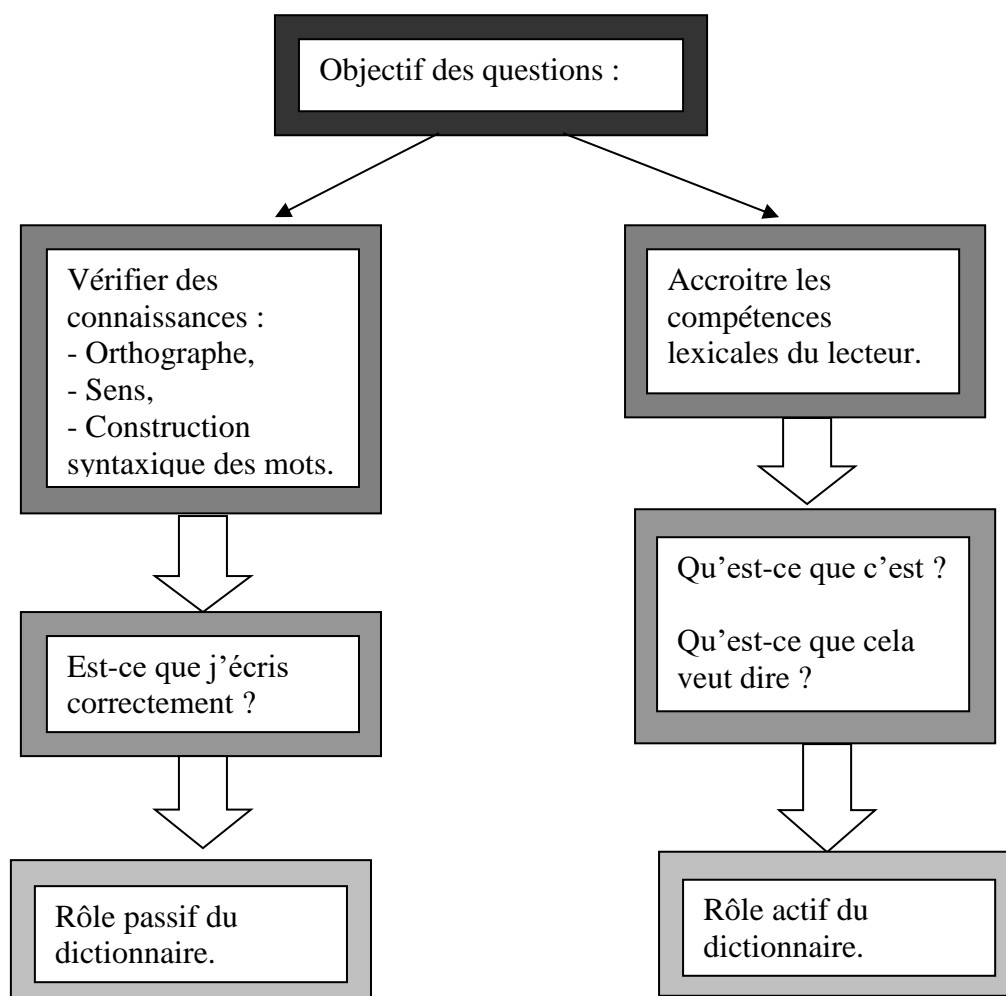 Objectif des questions :
Vérifier des
connaissances :
- Orthographe,
- Sens,
- Construction
syntaxique des mots.
Accroitre les
compétences
lexicales du lecteur.
Est-ce que j’écris
correctement ?
Qu’est-ce que c’est ?
Qu’est-ce que cela
veut dire ?
Rôle passif du
dictionnaire.
Rôle actif du
dictionnaire.